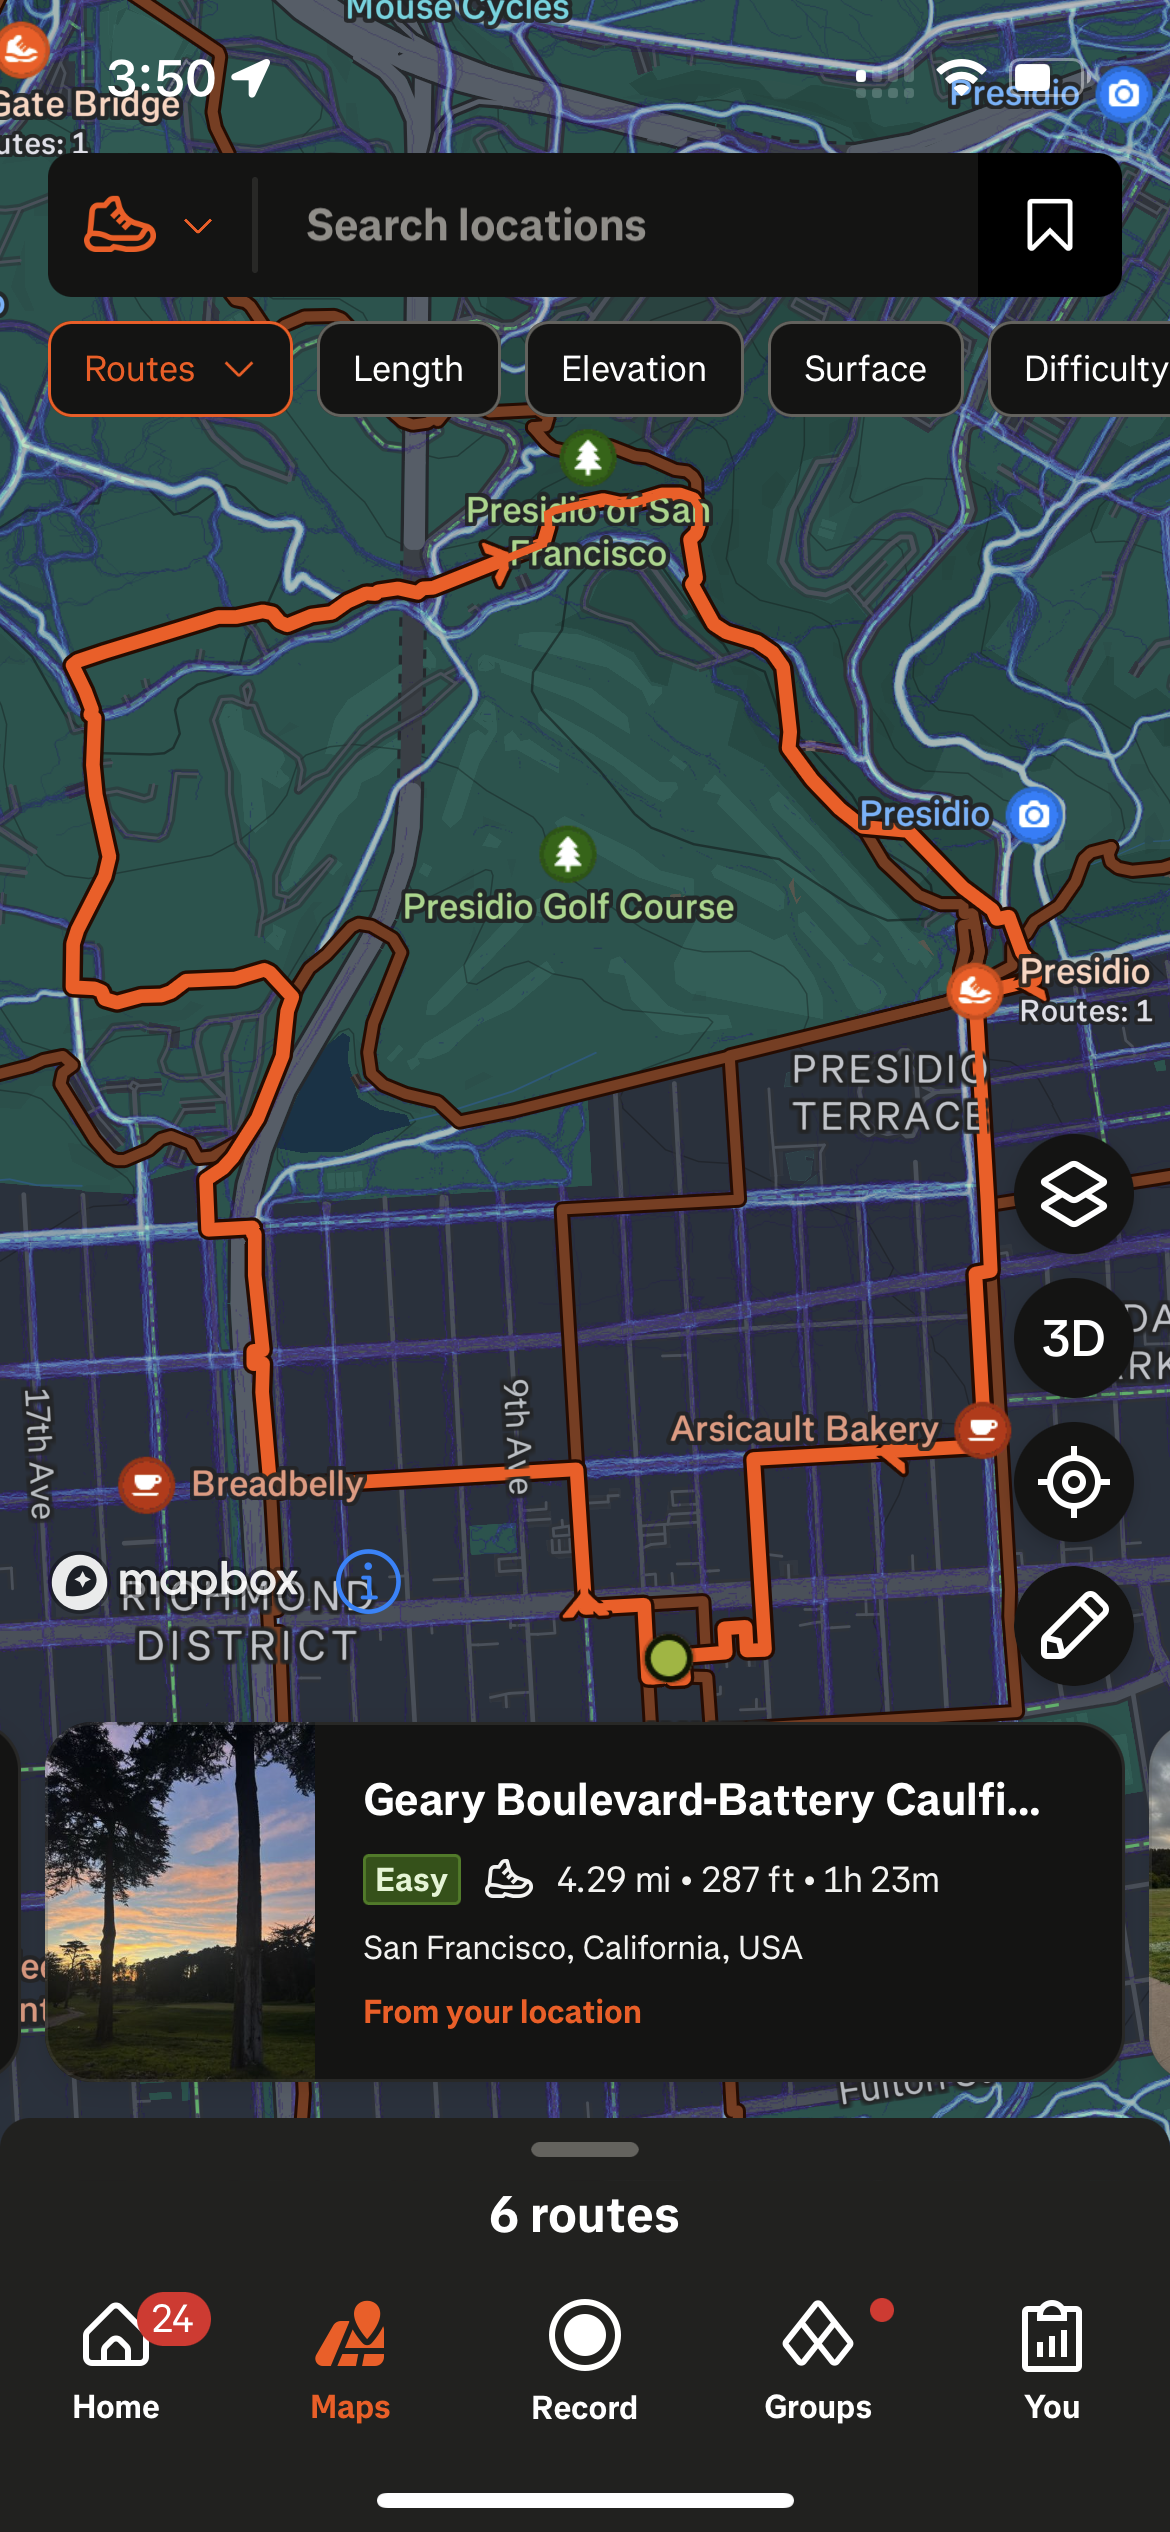 Mouse Cycles
3:50
Presidio
Gate Bridge
utes: 1
Search locations
Routes
Length
Elevation
Surface
Difficulty
Presidio of San
Francisco
Presidio
Presidio Golf Course
Presidio
Routes: 1
PRESIDIO
TERRACE
3D
17th Ave
9th Ave
Arsicault Bakery
Breadbelly
mapbox
RICHMOND
DISTRICT
Geary Boulevard-Battery Caulfi...
Easy
4.29 mi • 287 ft • 1h 23m
San Francisco, California, USA
From your location
6 routes
24
Home
Maps
Record
Groups
You